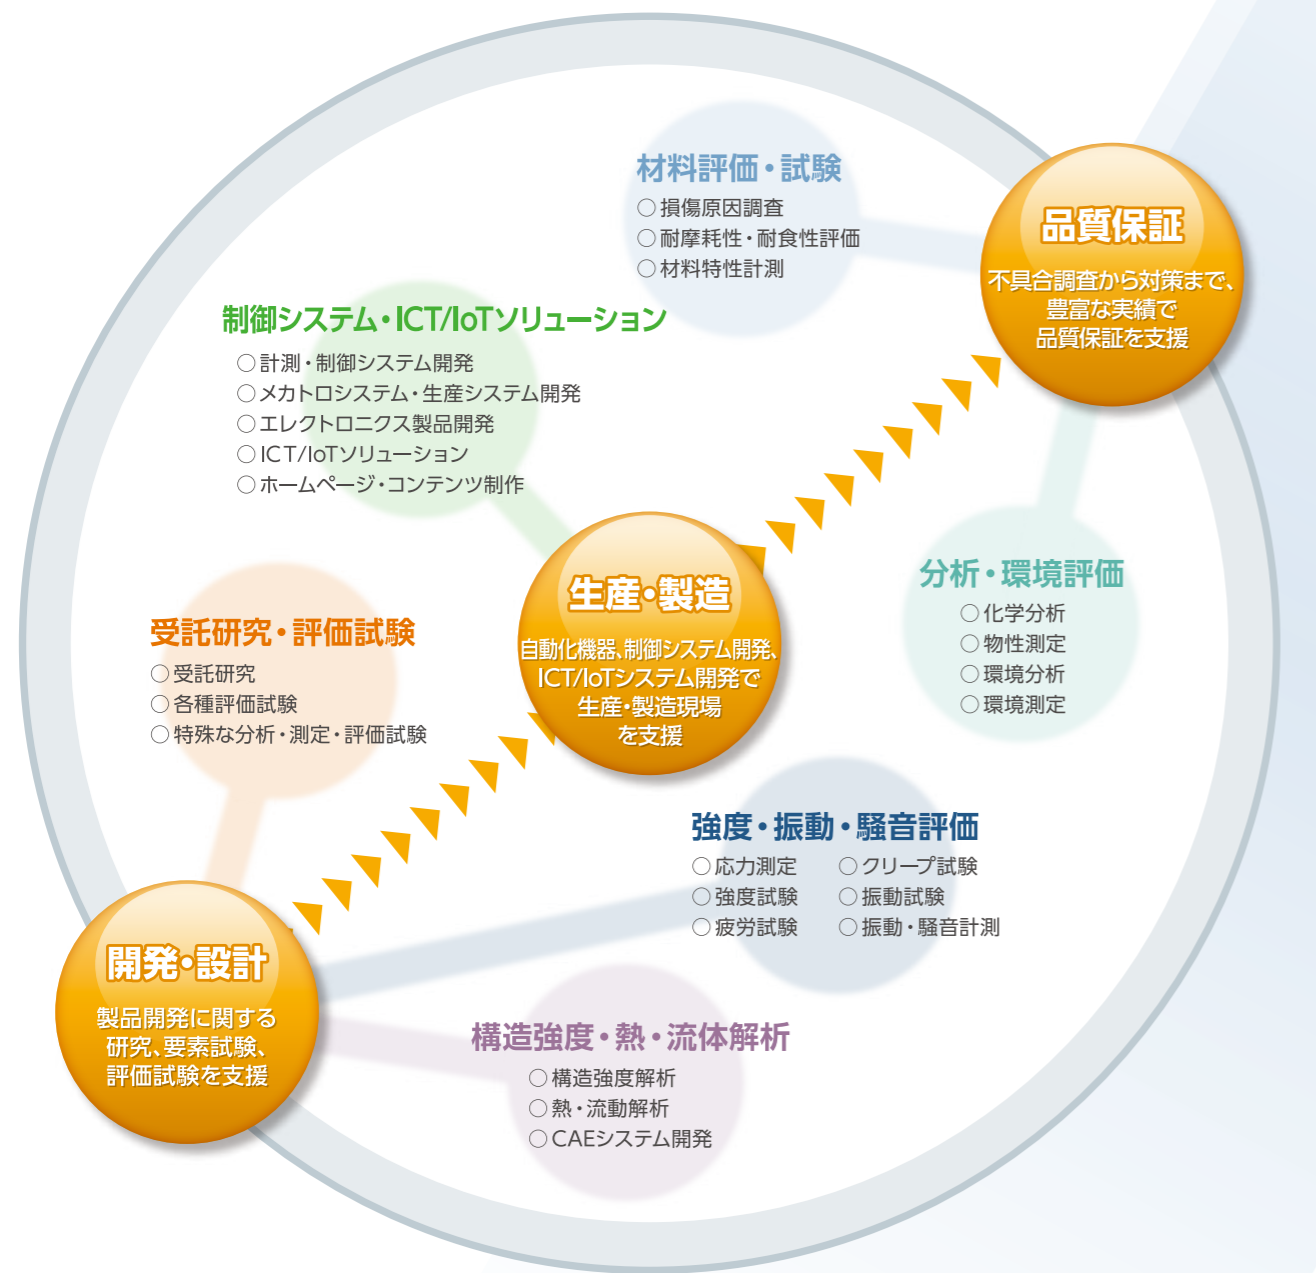 材料評価・試験
○損傷原因調査
○耐摩耗性・耐食性評価
○材料特性計測
品質保証
不具合調査から対策まで、
豊富な実績で
品質保証を支援
制御システム・ICT/IoTソリューション
○計測・制御システム開発
○メカトロシステム・生産システム開発
○エレクトロニクス製品開発
○ICT/IoTソリューション
○ホームページ・コンテンツ制作
生産・製造
自動化機器、制御システム開発、
ICT/IoTシステム開発で
生産・製造現場
を支援
分析・環境評価
○化学分析
○物性測定
○環境分析
○環境測定
受託研究・評価試験
○受託研究
○各種評価試験
○特殊な分析・測定・評価試験
強度・振動・騒音評価
○応力測定 ○クリープ試験
○強度試験 ○振動試験
○疲労試験 ○振動・騒音計測
開発・設計
製品開発に関する
研究、要素試験、
評価試験を支援
構造強度・熱・流体解析
○構造強度解析
○熱・流動解析
○CAEシステム開発